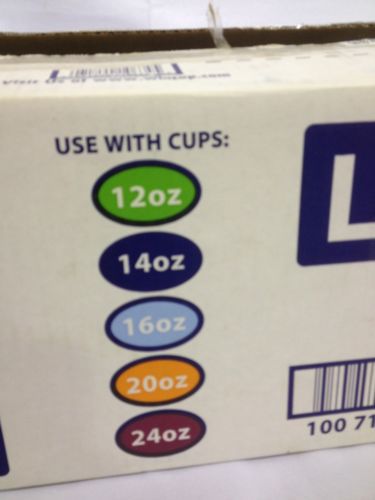 USE WITH CUPS:
12oz
14oz
16oz
20oz
24oz
L
100 71